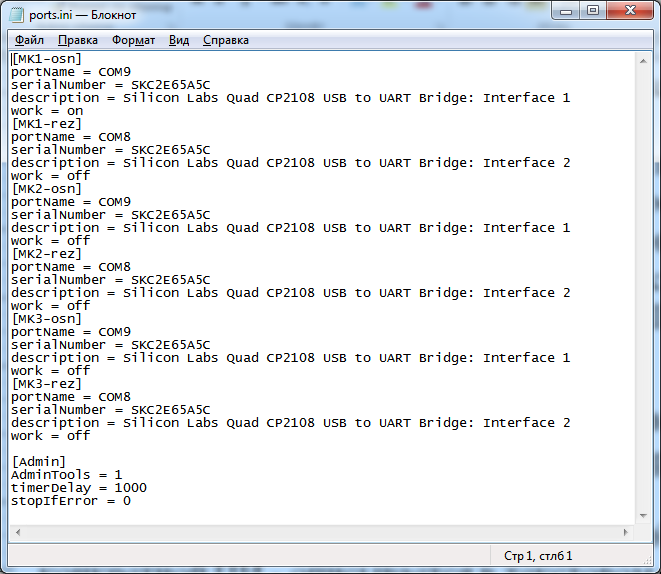 ports.ini — Блокнот
Файл Правка Формат Вид Справка
[MK1-osn]
portName = COM9
serialNumber = SKC2E65A5C
description = Silicon Labs Quad CP2108 USB to UART Bridge: Interface 1
work = on
[MK1-rez]
portName = COM8
serialNumber = SKC2E65A5C
description = Silicon Labs Quad CP2108 USB to UART Bridge: Interface 2
work = off
[MK2-osn]
portName = COM9
serialNumber = SKC2E65A5C
description = Silicon Labs Quad CP2108 USB to UART Bridge: Interface 1
work = off
[MK2-rez]
portName = COM8
serialNumber = SKC2E65A5C
description = Silicon Labs Quad CP2108 USB to UART Bridge: Interface 2
work = off
[MK3-osn]
portName = COM9
serialNumber = SKC2E65A5C
description = Silicon Labs Quad CP2108 USB to UART Bridge: Interface 1
work = off
[MK3-rez]
portName = COM8
serialNumber = SKC2E65A5C
description = Silicon Labs Quad CP2108 USB to UART Bridge: Interface 2
work = off
[Admin]
AdminTools = 1
timerDelay = 1000
stopIfError = 0
Стр 1, стлб 1